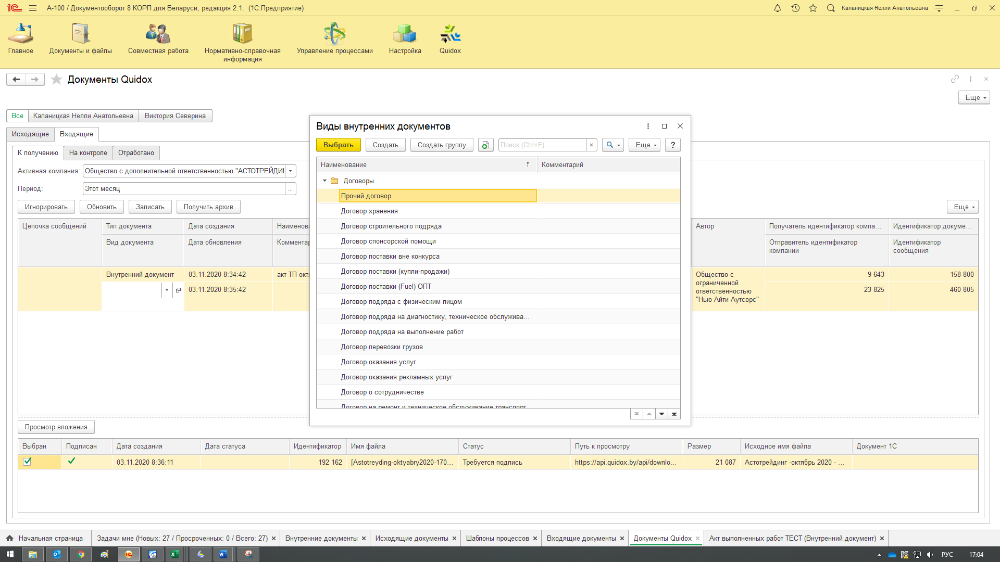 А-100 / Документооборот 8 КОРП для Беларуси, редакция 2.1. (1С:Предприятие)
Капаницкая Нелли Анатольевна
Главное
Документы и файлы
Совместная работа
Нормативно-справочная
информация
Управление процессами
Настройка
Quidox
Документы Quidox
Еще
Все
Капаницкая Нелли Анатольевна
Виктория Северина
Исходящие
Входящие
К получению
На контроле
Отработано
Активная компания:
Общество с дополнительной ответственностью "АСТОТРЕЙДИ
Период:
Этот месяц
...
Игнорировать
Обновить
Записать
Получить архив
Еще
Цепочка сообщений
Тип документа
Дата создания
Наименова
Вид документа
Дата обновления
Коммента
Автор
Получатель идентификатор компа...
Идентификатор докуме...
Отправитель идентификатор
компании
Идентификатор
сообщения
Внутренний документ
03.11.2020 8:34:42
акт ТП окт
03.11.2020 8:35:42
Общество с
ограниченной
ответственностью
"Нью Айти Аутсорс"
9 643
158 800
23 825
460 805
Виды внутренних документов
Выбрать
Создать
Создать группу
Поиск (Ctrl+F)
×
Еще
?
Наименование
Комментарий
Договоры
Прочий договор
Договор хранения
Договор строительного подряда
Договор спонсорской помощи
Договор поставки вне конкурса
Договор поставки (купли-продажи)
Договор поставки (Fuel) ОПТ
Договор подряда с физическим лицом
Договор подряда на диагностику, техническое обслужива...
Договор подряда на выполнение работ
Договор перевозки грузов
Договор оказания услуг
Договор оказания рекламных услуг
Договор о сотрудничестве
Договор на ремонт и техническое обслуживание транспорт
Просмотр вложения
Выбран
Подписан
Дата создания
Дата статуса
Идентификатор
Имя файла
Статус
Путь к просмотру
Размер
Исходное имя файла
Документ 1С
03.11.2020 8:36:11
192 162
[Astotreyding-oktyabry2020-170...
Требуется подпись
https://api.quidox.by/api/downlo...
21 087
Астотрейдинг -октябрь 2020 - ...
Начальная страница
Задачи мне (Новых: 27 / Просроченных: 0 / Всего: 27)
Внутренние документы
Исходящие документы
Шаблоны процессов
Входящие документы
Документы Quidox
Акт выполненных работ ТЕСТ (Внутренний документ)
РУС
17:04